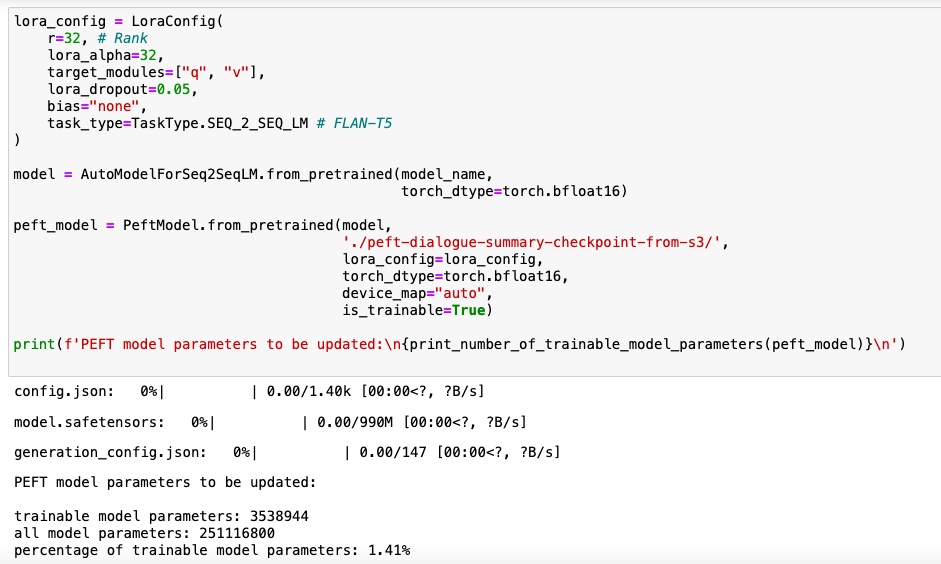 lora_config = LoraConfig(
    r=32, # Rank
    lora_alpha=32,
    target_modules=["q", "v"],
    lora_dropout=0.05,
    bias="none",
    task_type=TaskType.SEQ_2_SEQ_LM # FLAN-T5
)

model = AutoModelForSeq2SeqLM.from_pretrained(model_name,
                                              torch_dtype=torch.bfloat16)

peft_model = PeftModel.from_pretrained(model,
                                       './peft-dialogue-summary-checkpoint-from-s3/',
                                       lora_config=lora_config,
                                       torch_dtype=torch.bfloat16,
                                       device_map="auto",
                                       is_trainable=True)

print(f'PEFT model parameters to be updated:\n{print_number_of_trainable_model_parameters(peft_model)}\n')
config.json:   0%|          | 0.00/1.40k [00:00<?, ?B/s]
model.safetensors:   0%|          | 0.00/990M [00:00<?, ?B/s]
generation_config.json:   0%|          | 0.00/147 [00:00<?, ?B/s]
PEFT model parameters to be updated:

trainable model parameters: 3538944
all model parameters: 251116800
percentage of trainable model parameters: 1.41%